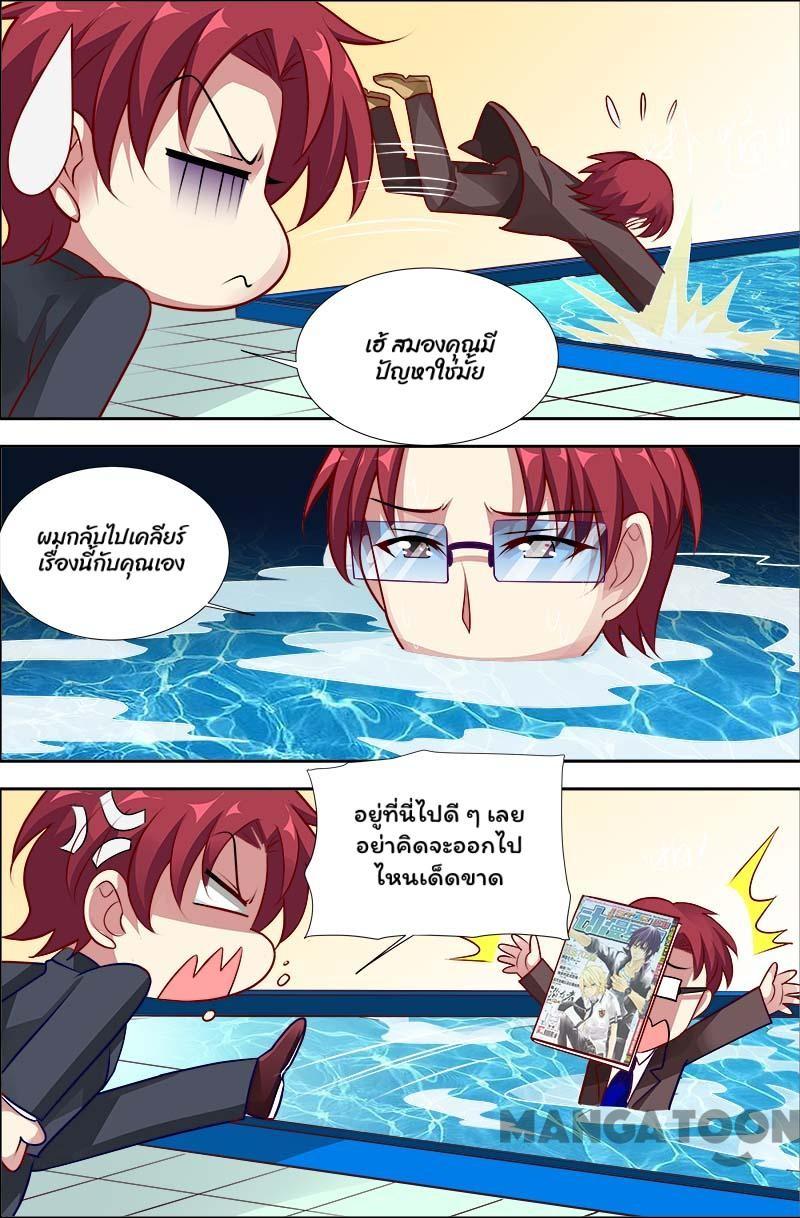 เฮ้ สมองคุณมี
ปัญหาใช่มั้ย
ผมกลับไปเคลียร์
เรื่องนี้กับคุณเอง
อยู่ที่นี่ไปดี ๆ เลย
อย่าคิดจะออกไป
ไหนเด็ดขาด
MANGATOON